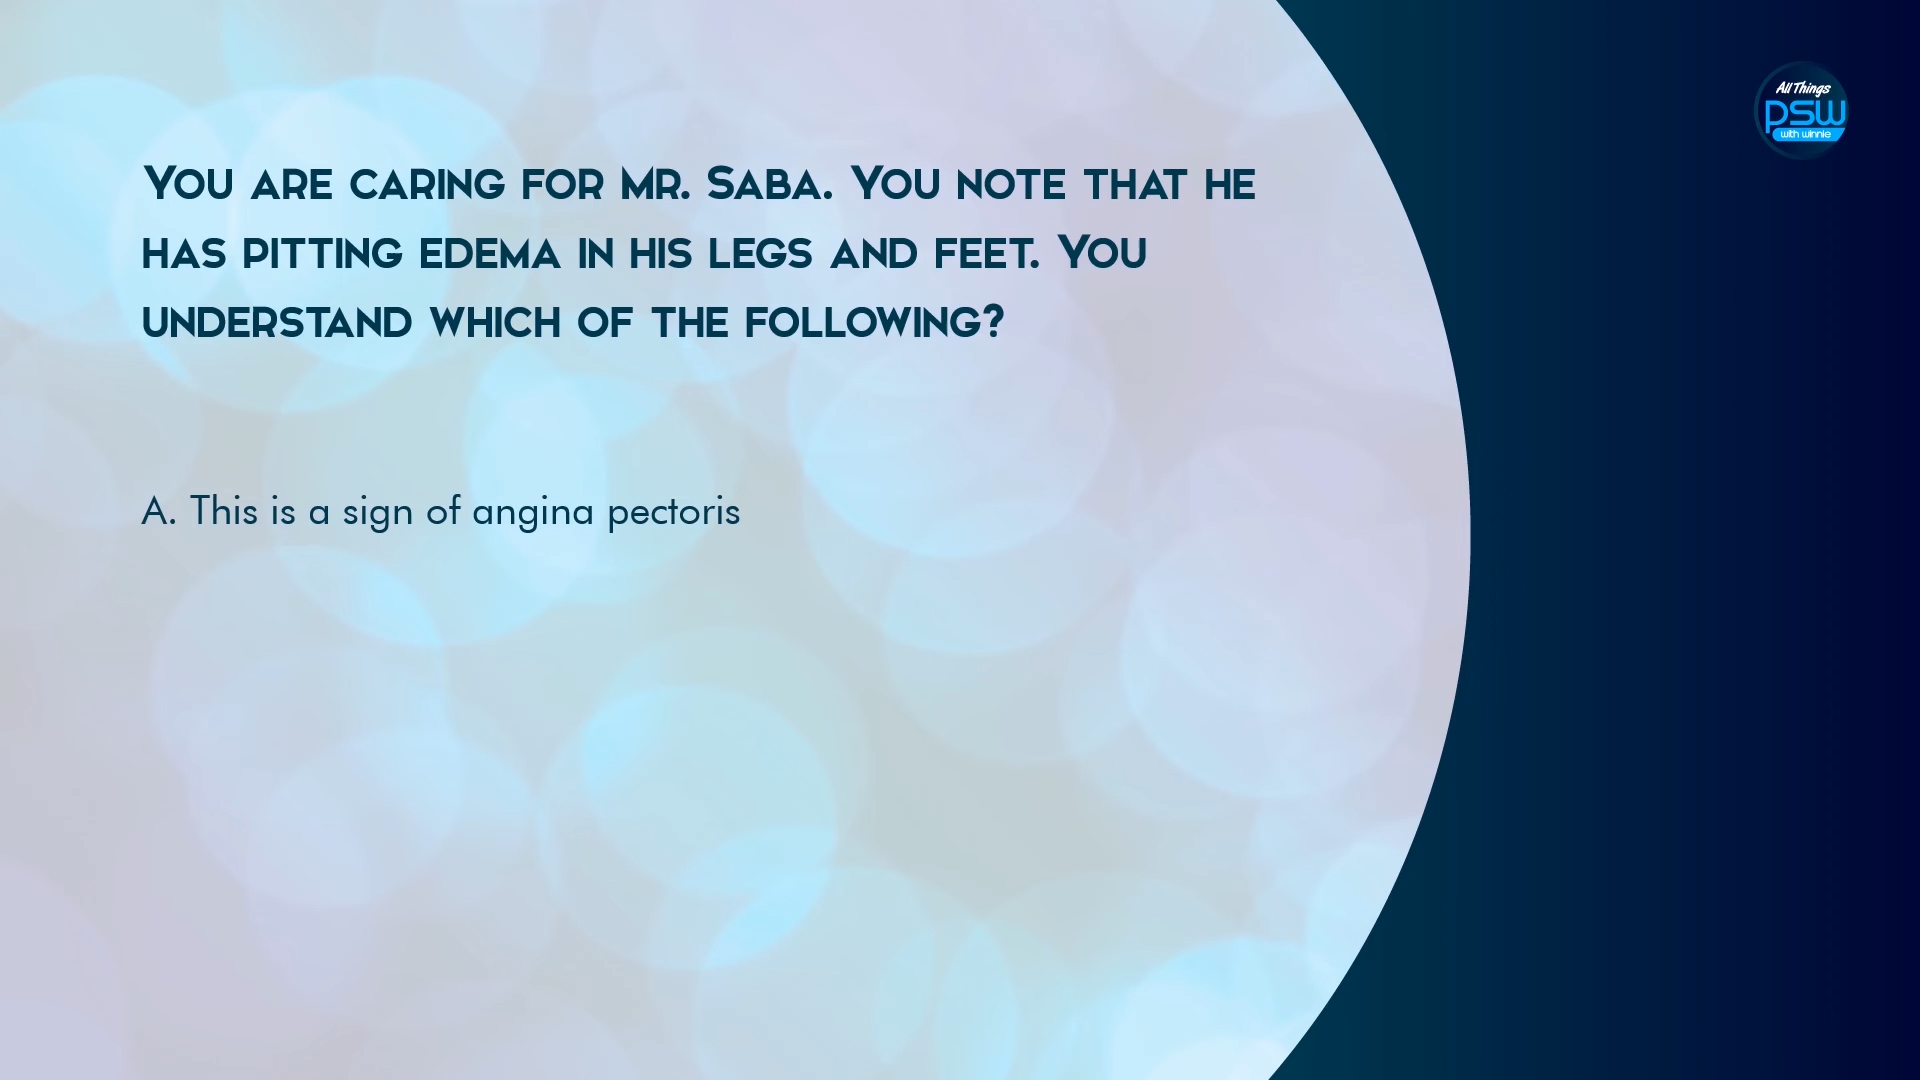 All Things
PSW
with winnie
You are caring for Mr. Saba. You note that he
has pitting edema in his legs and feet. You
understand which of the following?
A. This is a sign of angina pectoris